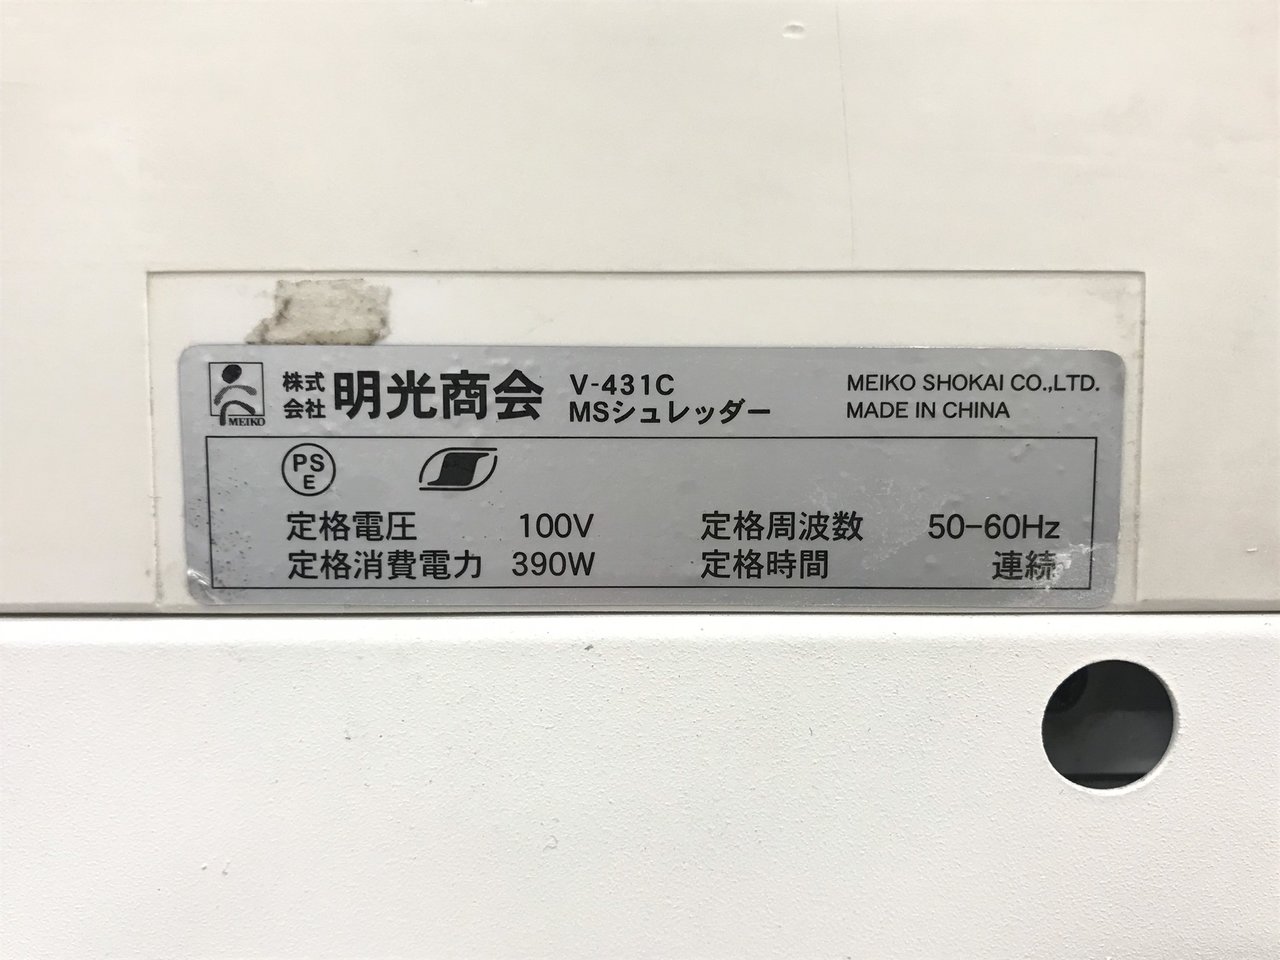 MEIKO
株式会社 明光商会
V-431C
MSシュレッダー
MEIKO SHOKAI CO.,LTD.
MADE IN CHINA
PS
E
定格電圧 100V 定格周波数 50-60Hz
定格消費電力 390W 定格時間 連続